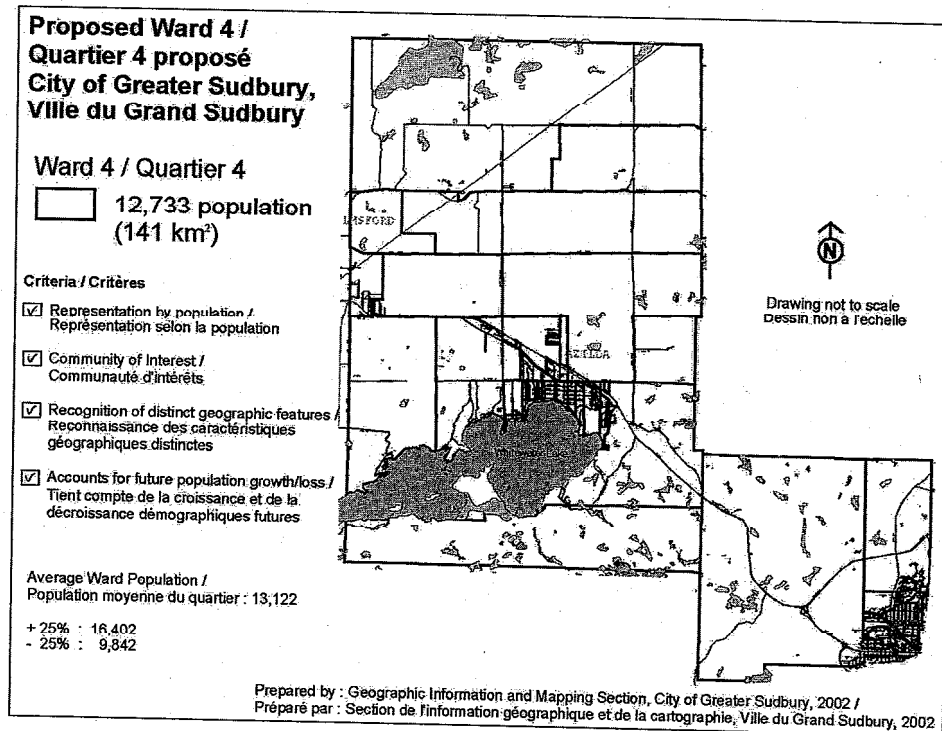 Proposed Ward 4 /
Quartier 4 proposé
City of Greater Sudbury,
Ville du Grand Sudbury
Ward 4 / Quartier 4
12,733 population
(141 km²)
Criteria / Critères
Representation by population /
Représentation selon la population
Community of Interest /
Communauté d'intérêts
Recognition of distinct geographic features /
Reconnaissance des caractéristiques
géographiques distinctes
Accounts for future population growth/loss /
Tient compte de la croissance et de la
décroissance démographiques futures
Average Ward Population /
Population moyenne du quartier : 13,122
+ 25% : 16,402
- 25% : 9,842
N
Drawing not to scale
Dessin non à l'echelle
Prepared by : Geographic Information and Mapping Section, City of Greater Sudbury, 2002 /
Préparé par : Section de l'information géographique et de la cartographie, Ville du Grand Sudbury, 2002